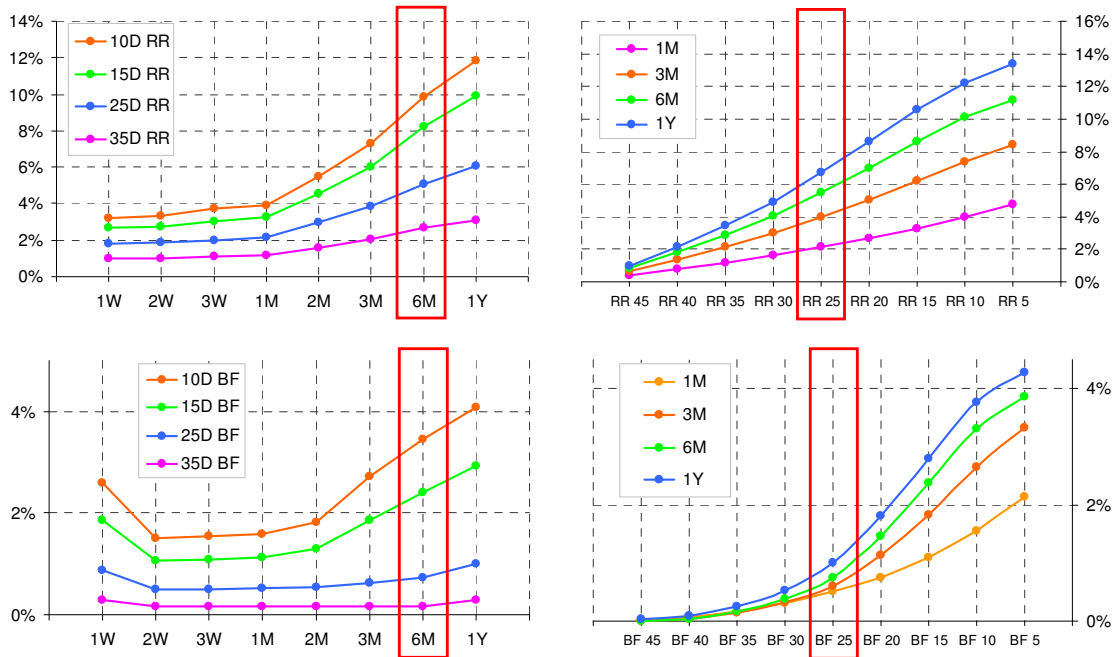 14%
12%
10%
8%
6%
4%
2%
0%
10D RR
15D RR
25D RR
35D RR
1W 2W 3W 1M 2M 3M 6M 1Y
1M
3M
6M
1Y
16%
14%
12%
10%
8%
6%
4%
2%
0%
RR 45 RR 40 RR 35 RR 30 RR 25 RR 20 RR 15 RR 10 RR 5
4%
2%
0%
10D BF
15D BF
25D BF
35D BF
1W 2W 3W 1M 2M 3M 6M 1Y
1M
3M
6M
1Y
4%
2%
0%
BF 45 BF 40 BF 35 BF 30 BF 25 BF 20 BF 15 BF 10 BF 5